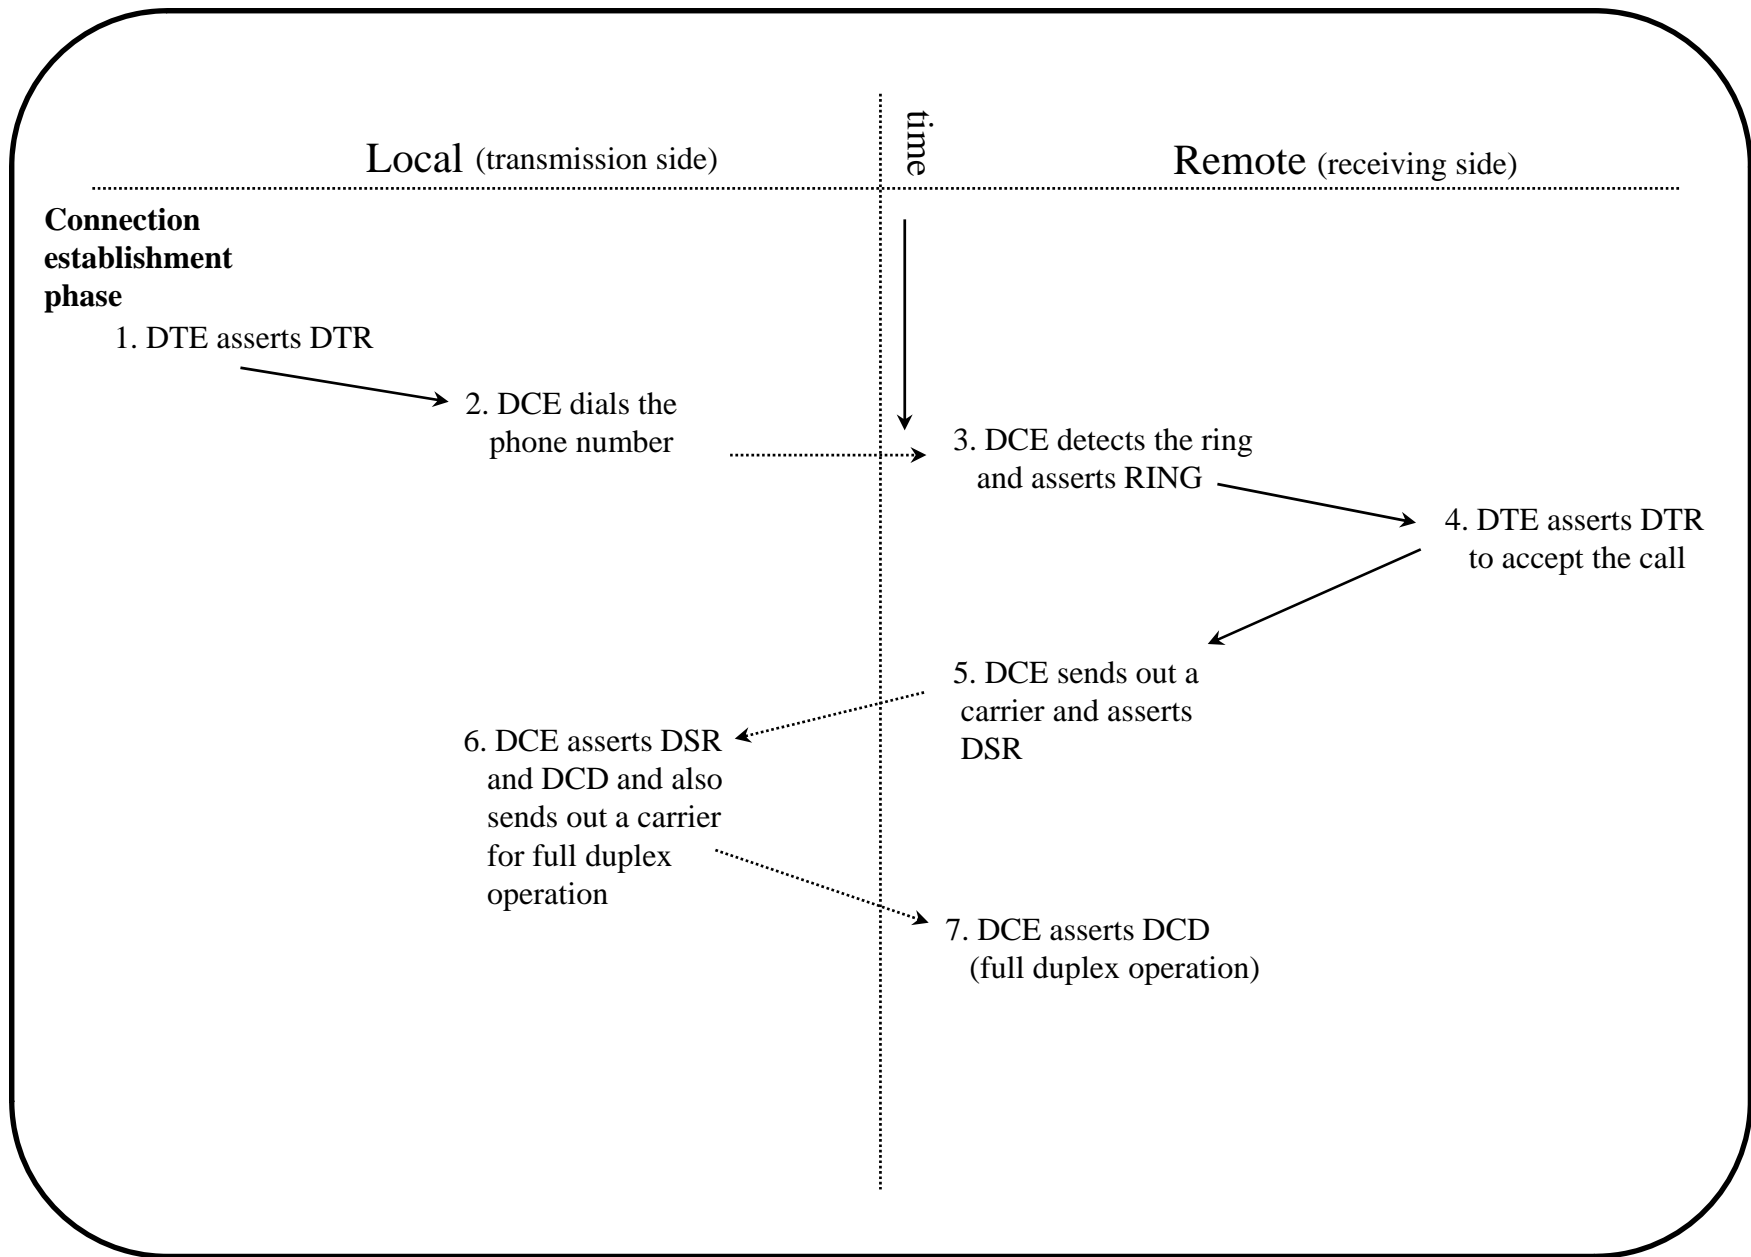 Local (transmission side)
time
Remote (receiving side)
Connection
establishment
phase
1. DTE asserts DTR
2. DCE dials the
phone number
3. DCE detects the ring
and asserts RING
4. DTE asserts DTR
to accept the call
5. DCE sends out a
carrier and asserts
DSR
6. DCE asserts DSR
and DCD and also
sends out a carrier
for full duplex
operation
7. DCE asserts DCD
(full duplex operation)